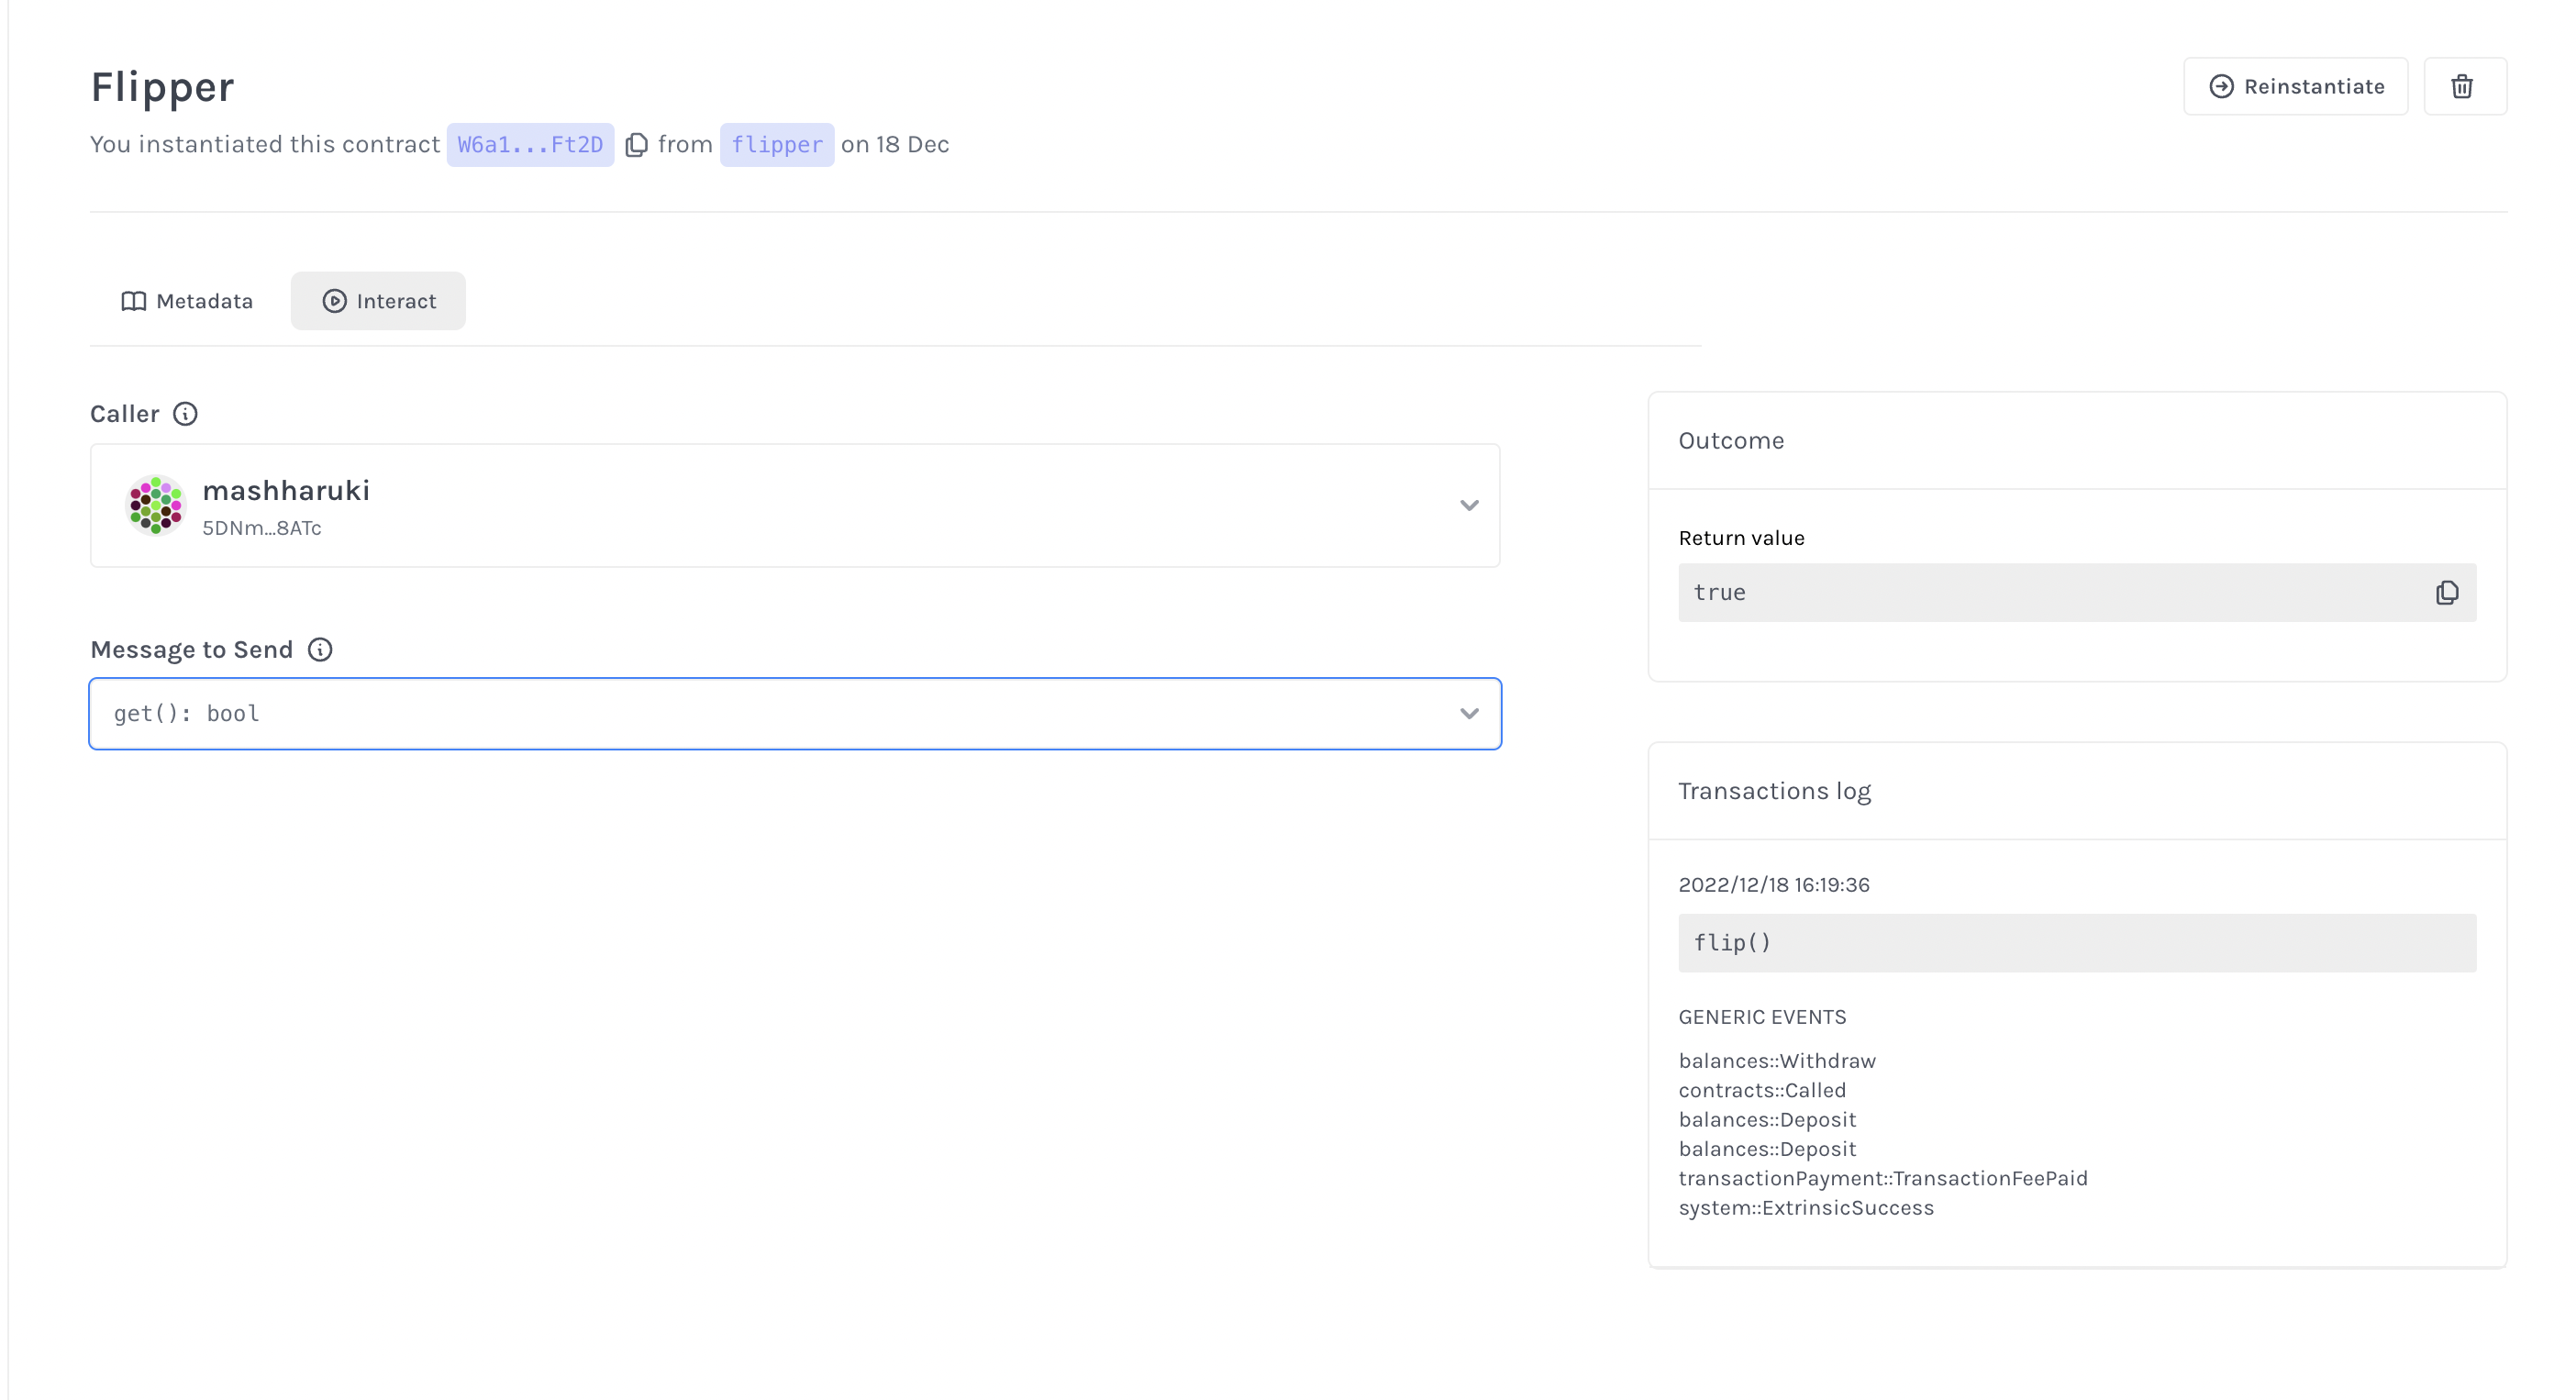 Flipper
Reinstantiate
You instantiated this contract W6a1...Ft2D from flipper on 18 Dec
Metadata
Interact
Caller
mashharuki
5DNm...8ATc
Message to Send
get(): bool
Outcome
Return value
true
Transactions log
2022/12/18 16:19:36
flip()
GENERIC EVENTS
balances::Withdraw
contracts::Called
balances::Deposit
balances::Deposit
transactionPayment::TransactionFeePaid
system::ExtrinsicSuccess